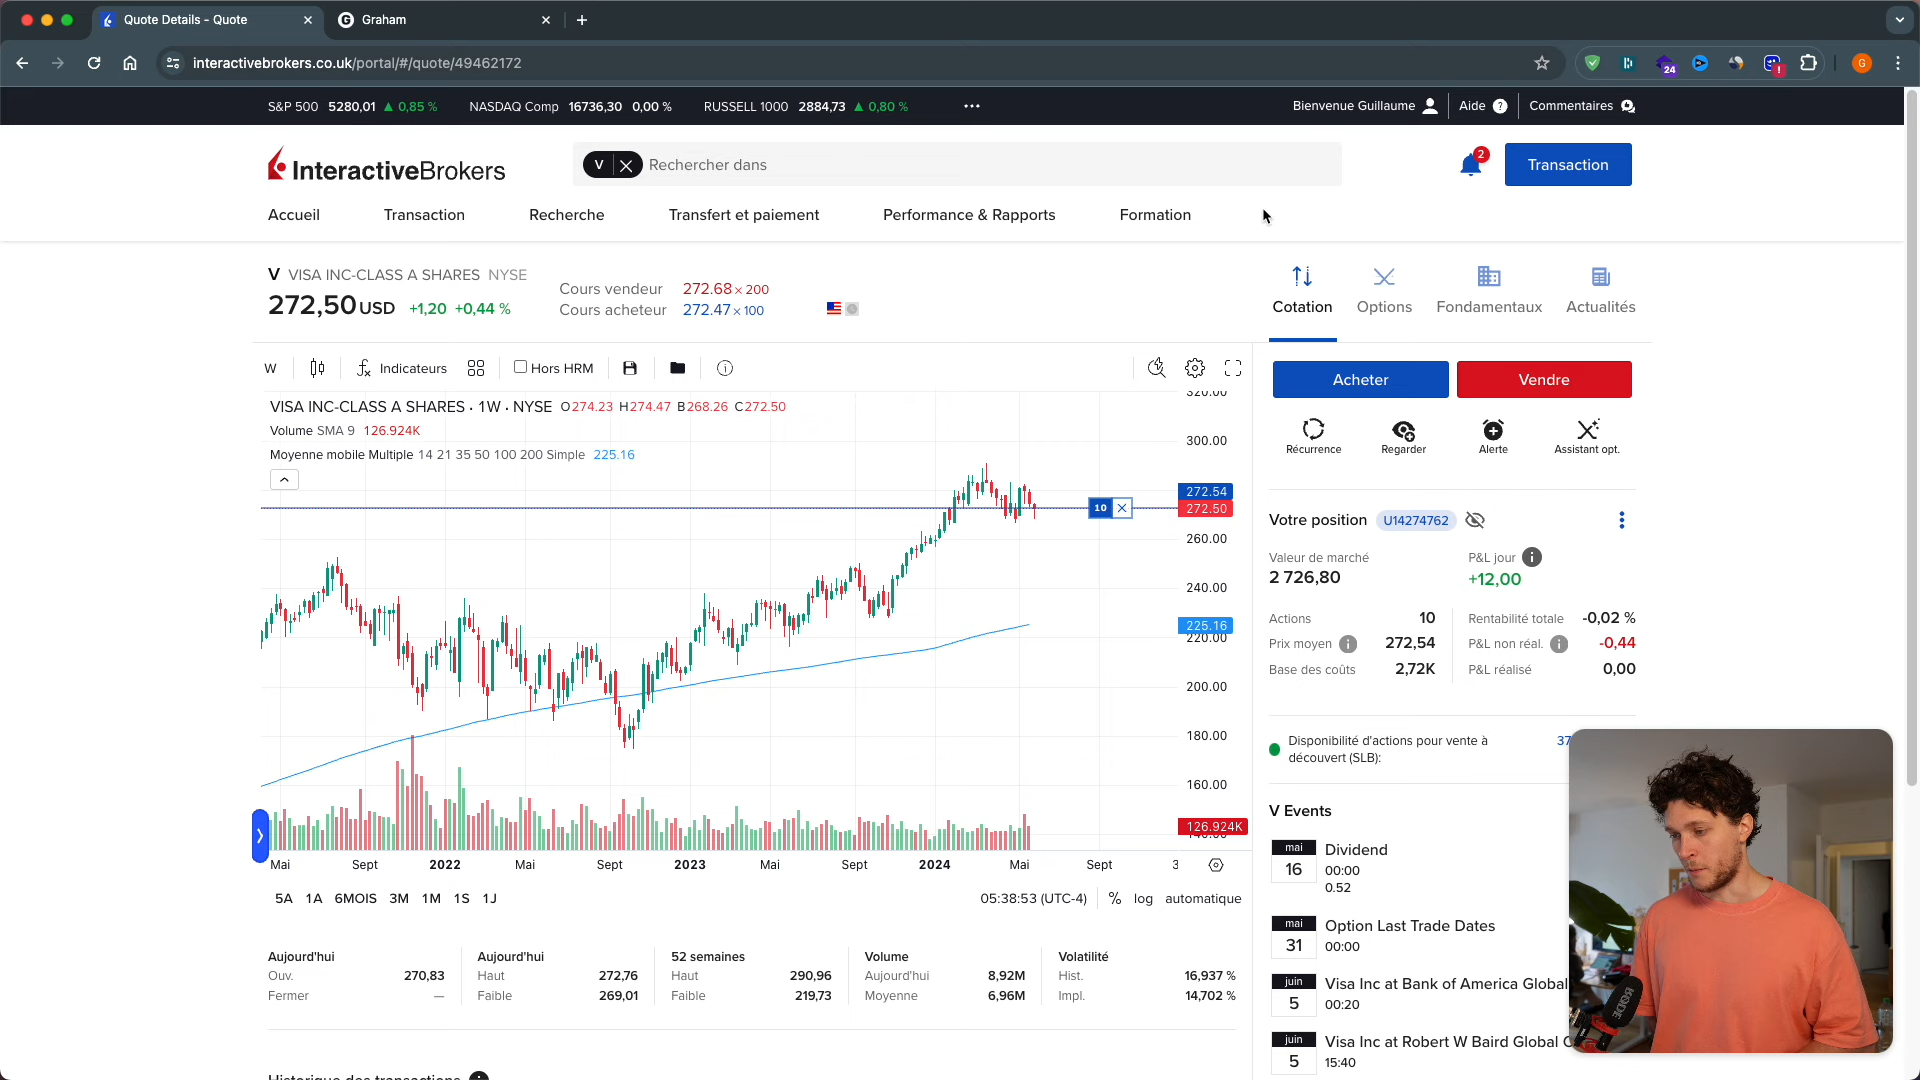 Quote Details - Quote
Graham
interactivebrokers.co.uk/portal/#/quote/49462172
24
G
S&P 500 5280,01 ▲ 0,85 % NASDAQ Comp 16736,30 0,00 % RUSSELL 1000 2884,73 ▲ 0,80 % •••
Bienvenue Guillaume Aide ? Commentaires
InteractiveBrokers
V Rechercher dans
2
Transaction
Accueil Transaction Recherche Transfert et paiement Performance & Rapports Formation
V VISA INC-CLASS A SHARES NYSE
272,50 USD +1,20 +0,44 %
Cours vendeur 272.68 × 200
Cours acheteur 272.47 × 100
Cotation Options Fondamentaux Actualités
W Indicateurs Hors HRM
VISA INC-CLASS A SHARES · 1W · NYSE O274.23 H274.47 B268.26 C272.50
Volume SMA 9 126.924K
Moyenne mobile Multiple 14 21 35 50 100 200 Simple 225.16
320.00
300.00
272.54
272.50
260.00
240.00
225.16
220.00
200.00
180.00
160.00
126.924K
10
Mai Sept 2022 Mai Sept 2023 Mai Sept 2024 Mai Sept 3
5A 1A 6MOIS 3M 1M 1S 1J
05:38:53 (UTC-4) % log automatique
Aujourd'hui
Ouv. 270,83
Fermer —
Aujourd'hui
Haut 272,76
Faible 269,01
52 semaines
Haut 290,96
Faible 219,73
Volume
Aujourd'hui 8,92M
Moyenne 6,96M
Volatilité
Hist. 16,937 %
Impl. 14,702 %
Historique des transactions
Acheter Vendre
Récurrence Regarder Alerte Assistant opt.
Votre position U14274762
Valeur de marché
2 726,80
P&L jour
+12,00
Actions 10
Prix moyen 272,54
Base des coûts 2,72K
Rentabilité totale -0,02 %
P&L non réal. -0,44
P&L réalisé 0,00
Disponibilité d'actions pour vente à
découvert (SLB):
V Events
mai
16
Dividend
00:00
0.52
mai
31
Option Last Trade Dates
00:00
juin
5
Visa Inc at Bank of America Global
00:20
juin
5
Visa Inc at Robert W Baird Global
15:40
RODE